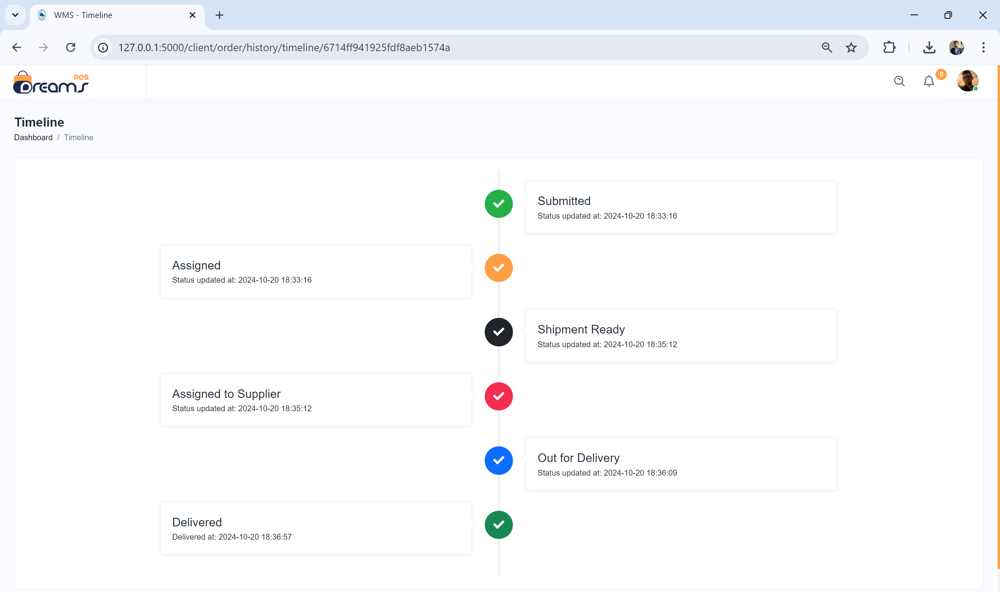 WMS - Timeline
127.0.0.1:5000/client/order/history/timeline/6714ff941925fdf8aeb1574a
POS
Dreams
0
Timeline
Dashboard / Timeline
Submitted
Status updated at: 2024-10-20 18:33:16
Assigned
Status updated at: 2024-10-20 18:33:16
Shipment Ready
Status updated at: 2024-10-20 18:35:12
Assigned to Supplier
Status updated at: 2024-10-20 18:35:12
Out for Delivery
Status updated at: 2024-10-20 18:36:09
Delivered
Delivered at: 2024-10-20 18:36:57